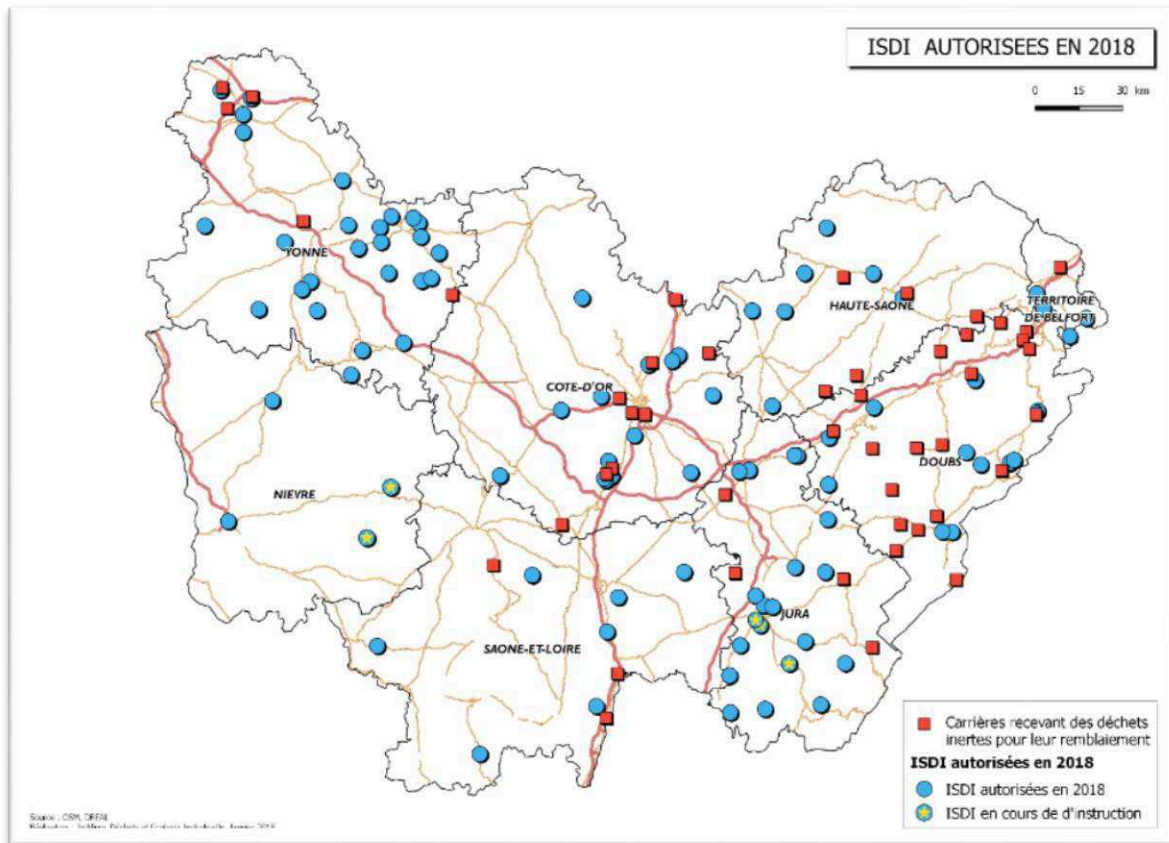 ISDI AUTORISEES EN 2018
0 15 30 km
YONNE
HAUTE-SAONE
TERRITOIRE
DE BELFORT
COTE-D'OR
DOUBS
NIEVRE
JURA
SAONE-ET-LOIRE
Carrières recevant des déchets
inertes pour leur remblaiement
ISDI autorisées en 2018
ISDI autorisées en 2018
ISDI en cours de d'instruction
Source : OSM, DREAL